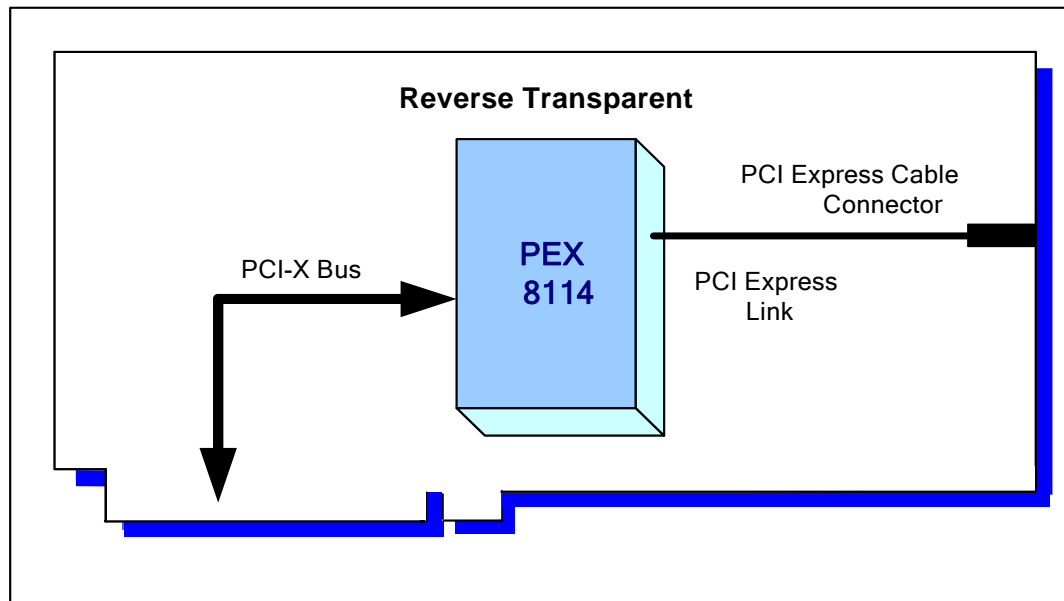 Reverse Transparent
PCI Express Cable
Connector
PEX
8114
PCI-X Bus
PCI Express
Link